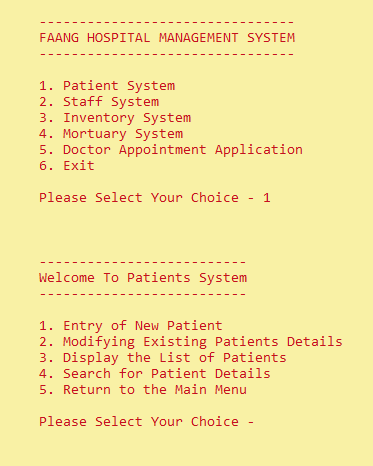 --------------------------------
FAANG HOSPITAL MANAGEMENT SYSTEM
--------------------------------
1. Patient System
2. Staff System
3. Inventory System
4. Mortuary System
5. Doctor Appointment Application
6. Exit
Please Select Your Choice - 1
--------------------------
Welcome To Patients System
--------------------------
1. Entry of New Patient
2. Modifying Existing Patients Details
3. Display the List of Patients
4. Search for Patient Details
5. Return to the Main Menu
Please Select Your Choice -